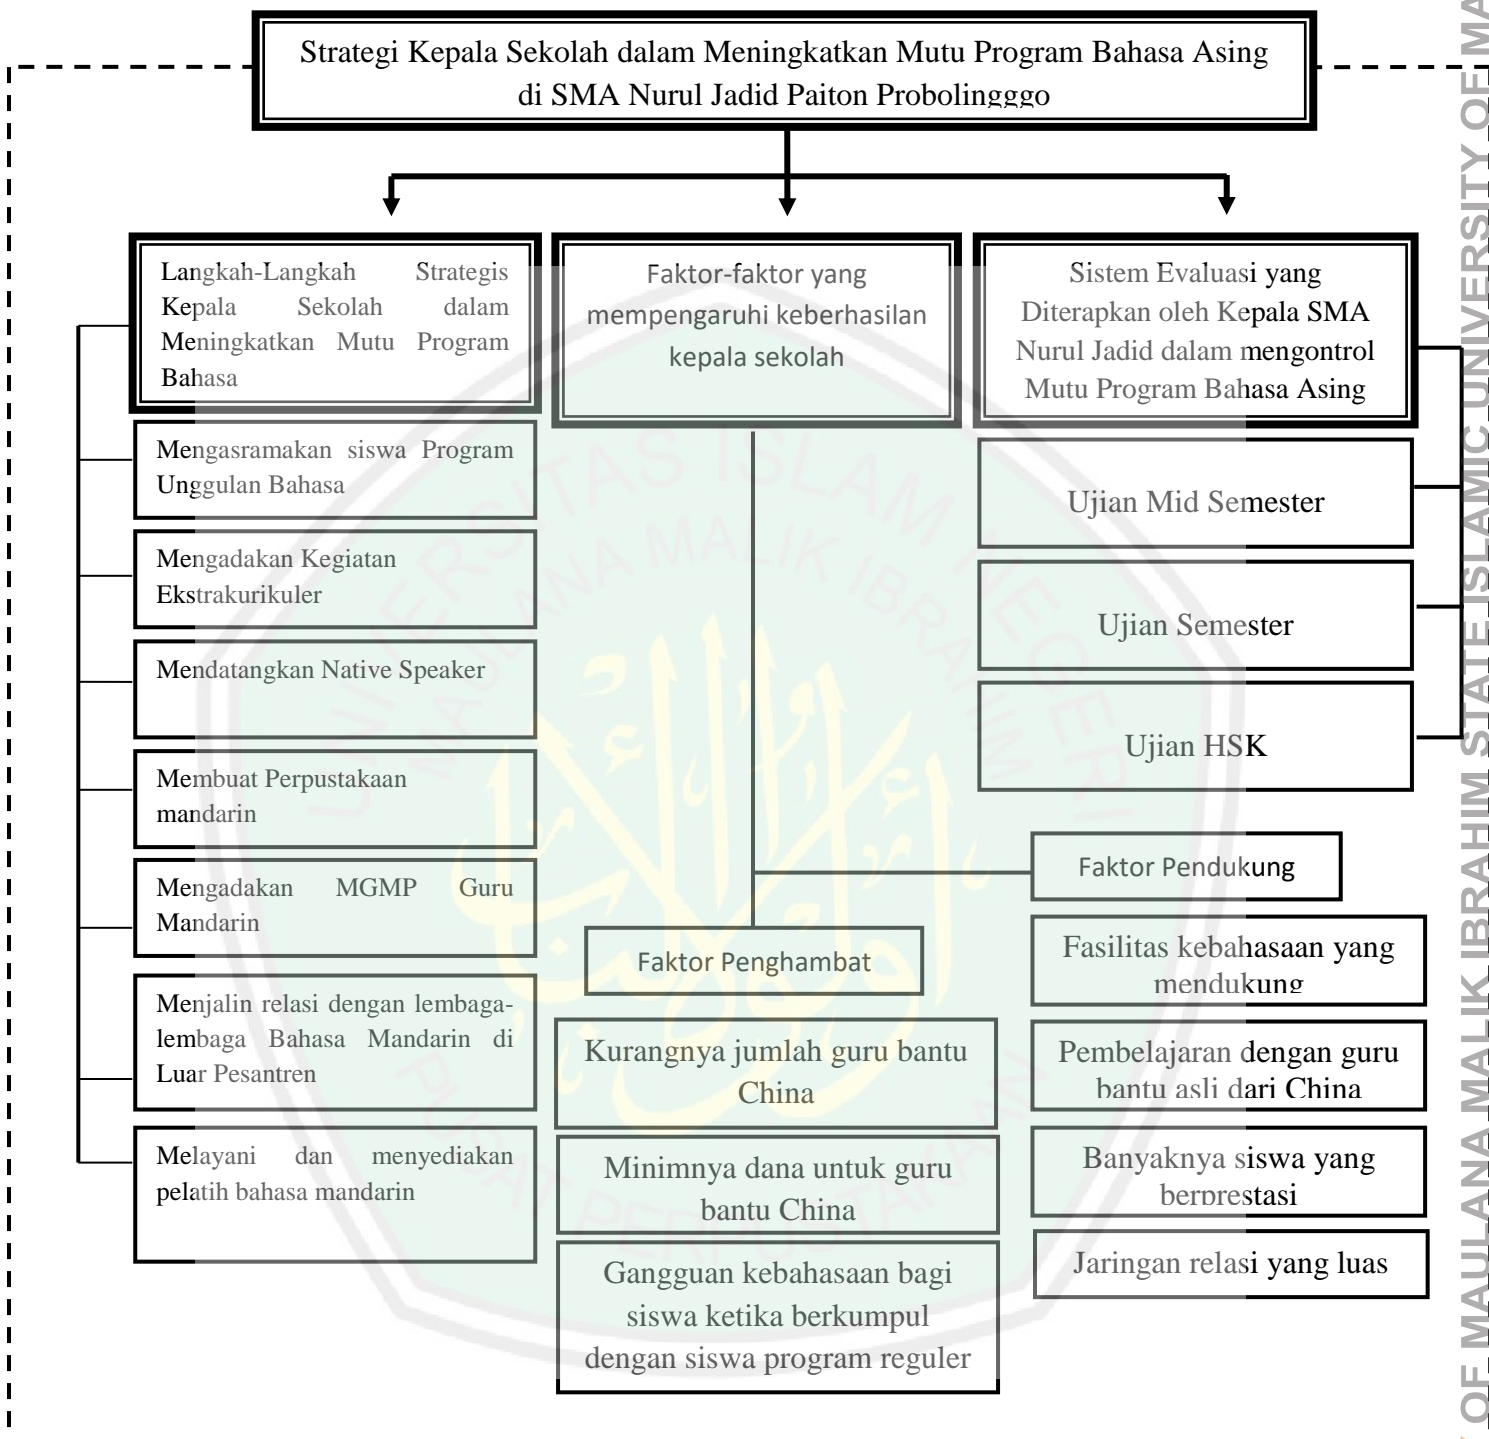 Strategi Kepala Sekolah dalam Meningkatkan Mutu Program Bahasa Asing
di SMA Nurul Jadid Paiton Probolingggo
Langkah-Langkah Strategis
Kepala Sekolah dalam
Meningkatkan Mutu Program
Bahasa
Mengasramakan siswa Program
Unggulan Bahasa
Mengadakan Kegiatan
Ekstrakurikuler
Mendatangkan Native Speaker
Membuat Perpustakaan
mandarin
Mengadakan MGMP Guru
Mandarin
Menjalin relasi dengan lembaga-
lembaga Bahasa Mandarin di
Luar Pesantren
Melayani dan menyediakan
pelatih bahasa mandarin
Faktor-faktor yang
mempengaruhi keberhasilan
kepala sekolah
Faktor Penghambat
Kurangnya jumlah guru bantu
China
Minimnya dana untuk guru
bantu China
Gangguan kebahasaan bagi
siswa ketika berkumpul
dengan siswa program reguler
Faktor Pendukung
Fasilitas kebahasaan yang
mendukung
Pembelajaran dengan guru
bantu asli dari China
Banyaknya siswa yang
berprestasi
Jaringan relasi yang luas
Sistem Evaluasi yang
Diterapkan oleh Kepala SMA
Nurul Jadid dalam mengontrol
Mutu Program Bahasa Asing
Ujian Mid Semester
Ujian Semester
Ujian HSK
UNIVERSITAS ISLAM NEGERI
MAULANA MALIK IBRAHIM
PUSAT PERPUSTAKAAN
OF MAULANA MALIK IBRAHIM STATE ISLAMIC UNIVERSITY OF MA